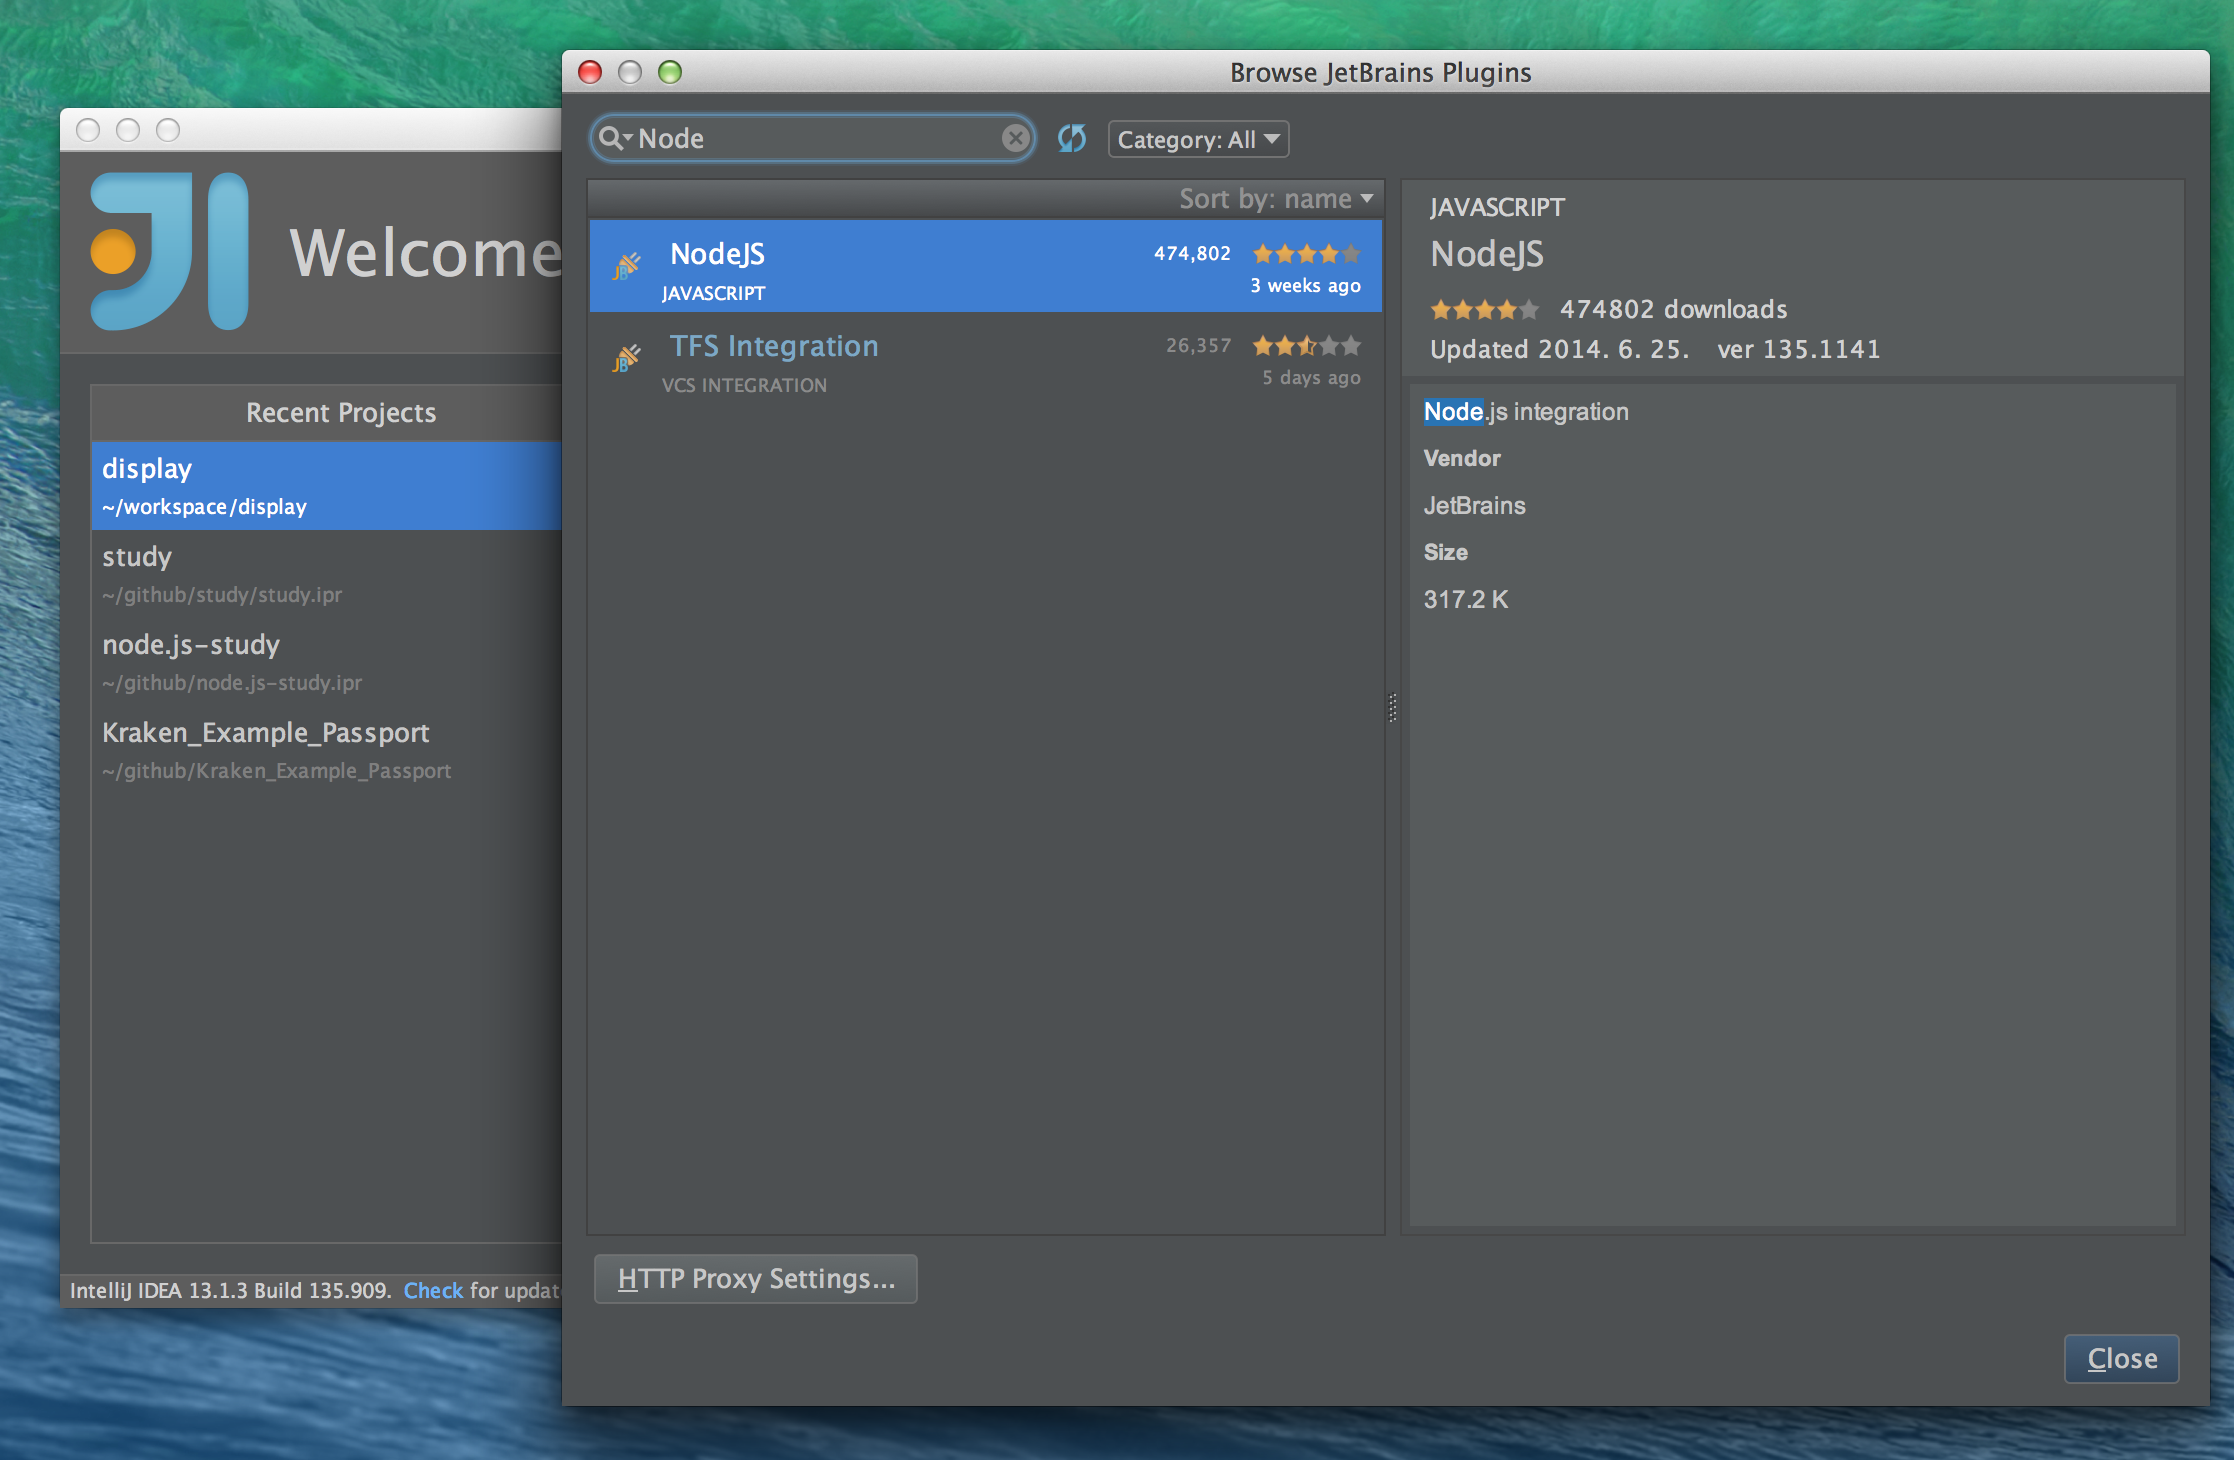 Browse JetBrains Plugins
Node
Category: All
Sort by: name
NodeJS
474,802
JAVASCRIPT
3 weeks ago
TFS Integration
26,357
VCS INTEGRATION
5 days ago
JAVASCRIPT
NodeJS
474802 downloads
Updated 2014. 6. 25. ver 135.1141
Node.js integration
Vendor
JetBrains
Size
317.2 K
HTTP Proxy Settings...
Close
JI
Welcome
Recent Projects
display
~/workspace/display
study
~/github/study/study.ipr
node.js-study
~/github/node.js-study.ipr
Kraken_Example_Passport
~/github/Kraken_Example_Passport
IntelliJ IDEA 13.1.3 Build 135.909. Check for